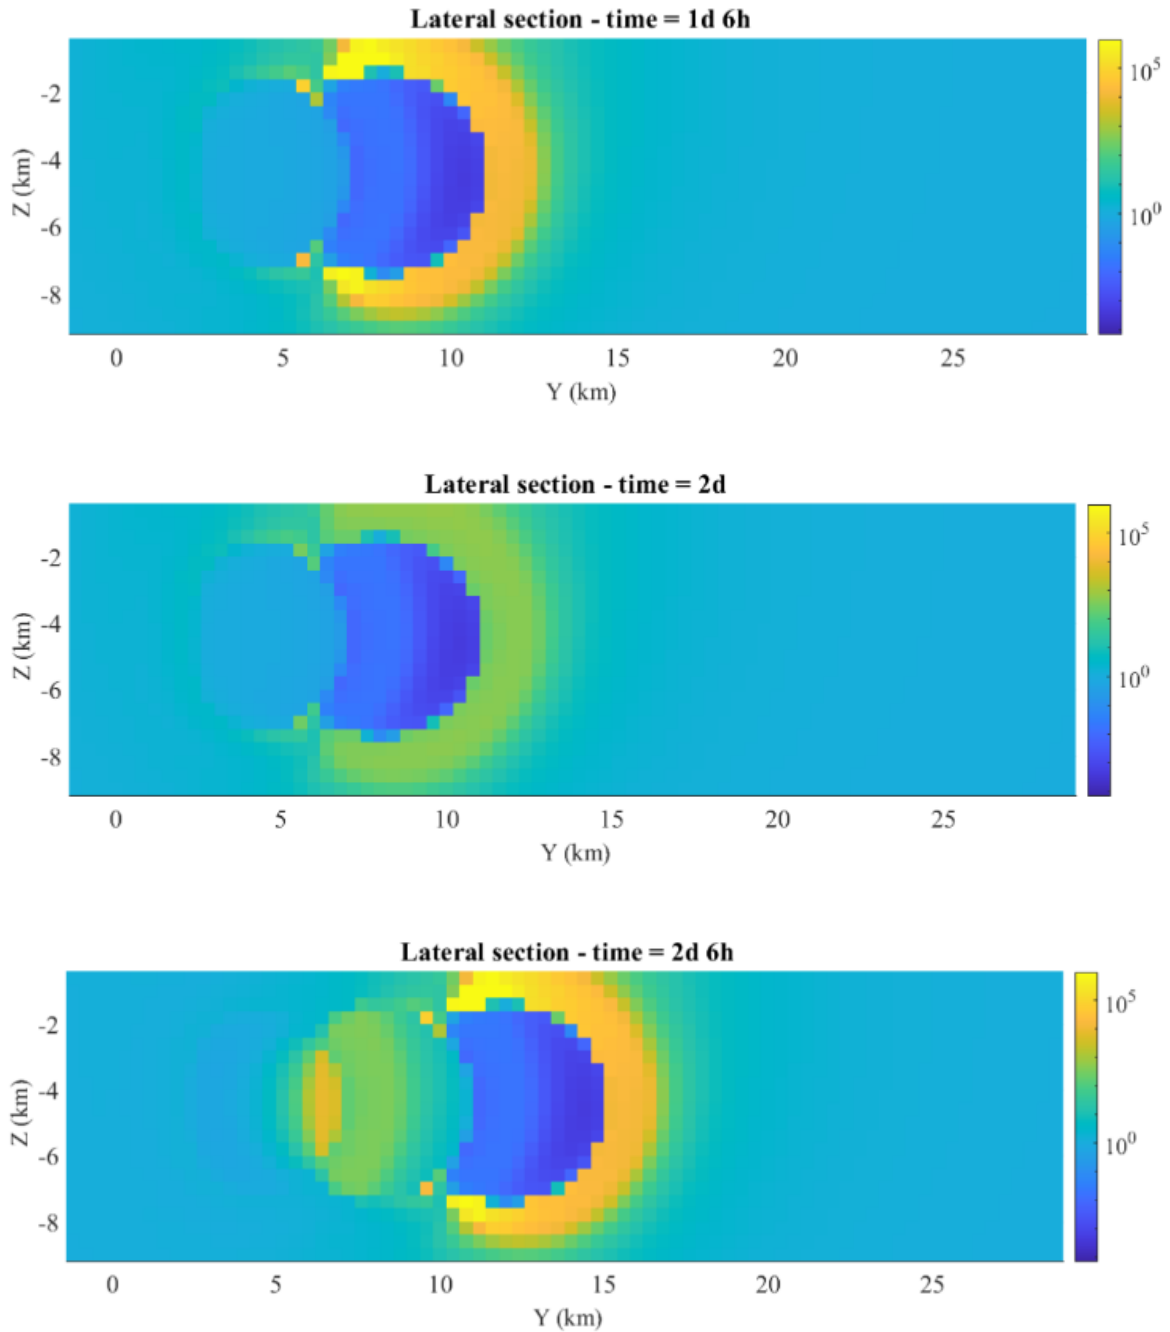 Lateral section - time = 1d 6h
Z (km)
-2
-4
-6
-8
0 5 10 15 20 25
Y (km)
10^5
10^0
Lateral section - time = 2d
Z (km)
-2
-4
-6
-8
0 5 10 15 20 25
Y (km)
10^5
10^0
Lateral section - time = 2d 6h
Z (km)
-2
-4
-6
-8
0 5 10 15 20 25
Y (km)
10^5
10^0